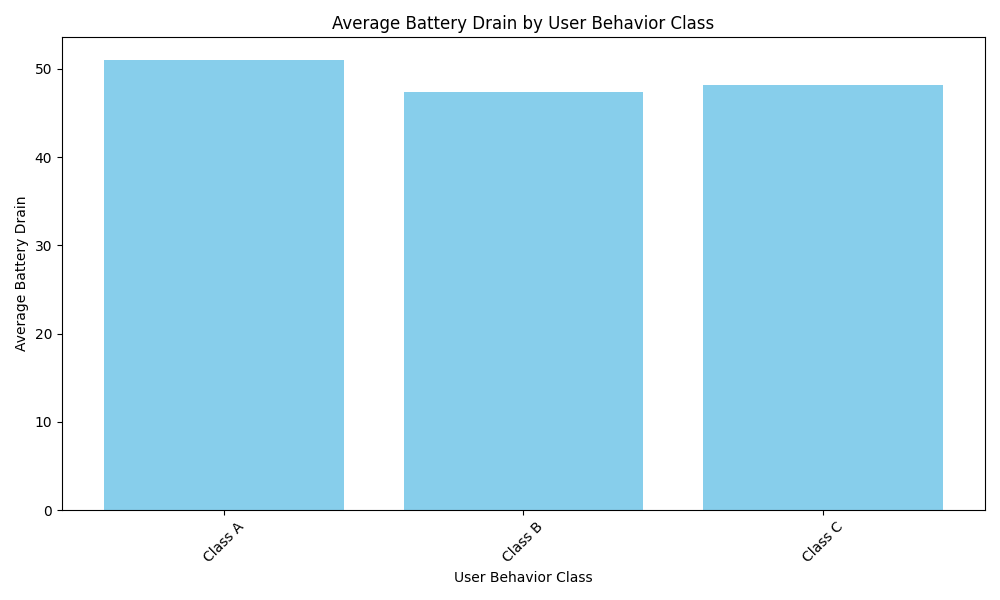 Average Battery Drain by User Behavior Class
Average Battery Drain
50
40
30
20
10
0
Class A
Class B
Class C
User Behavior Class